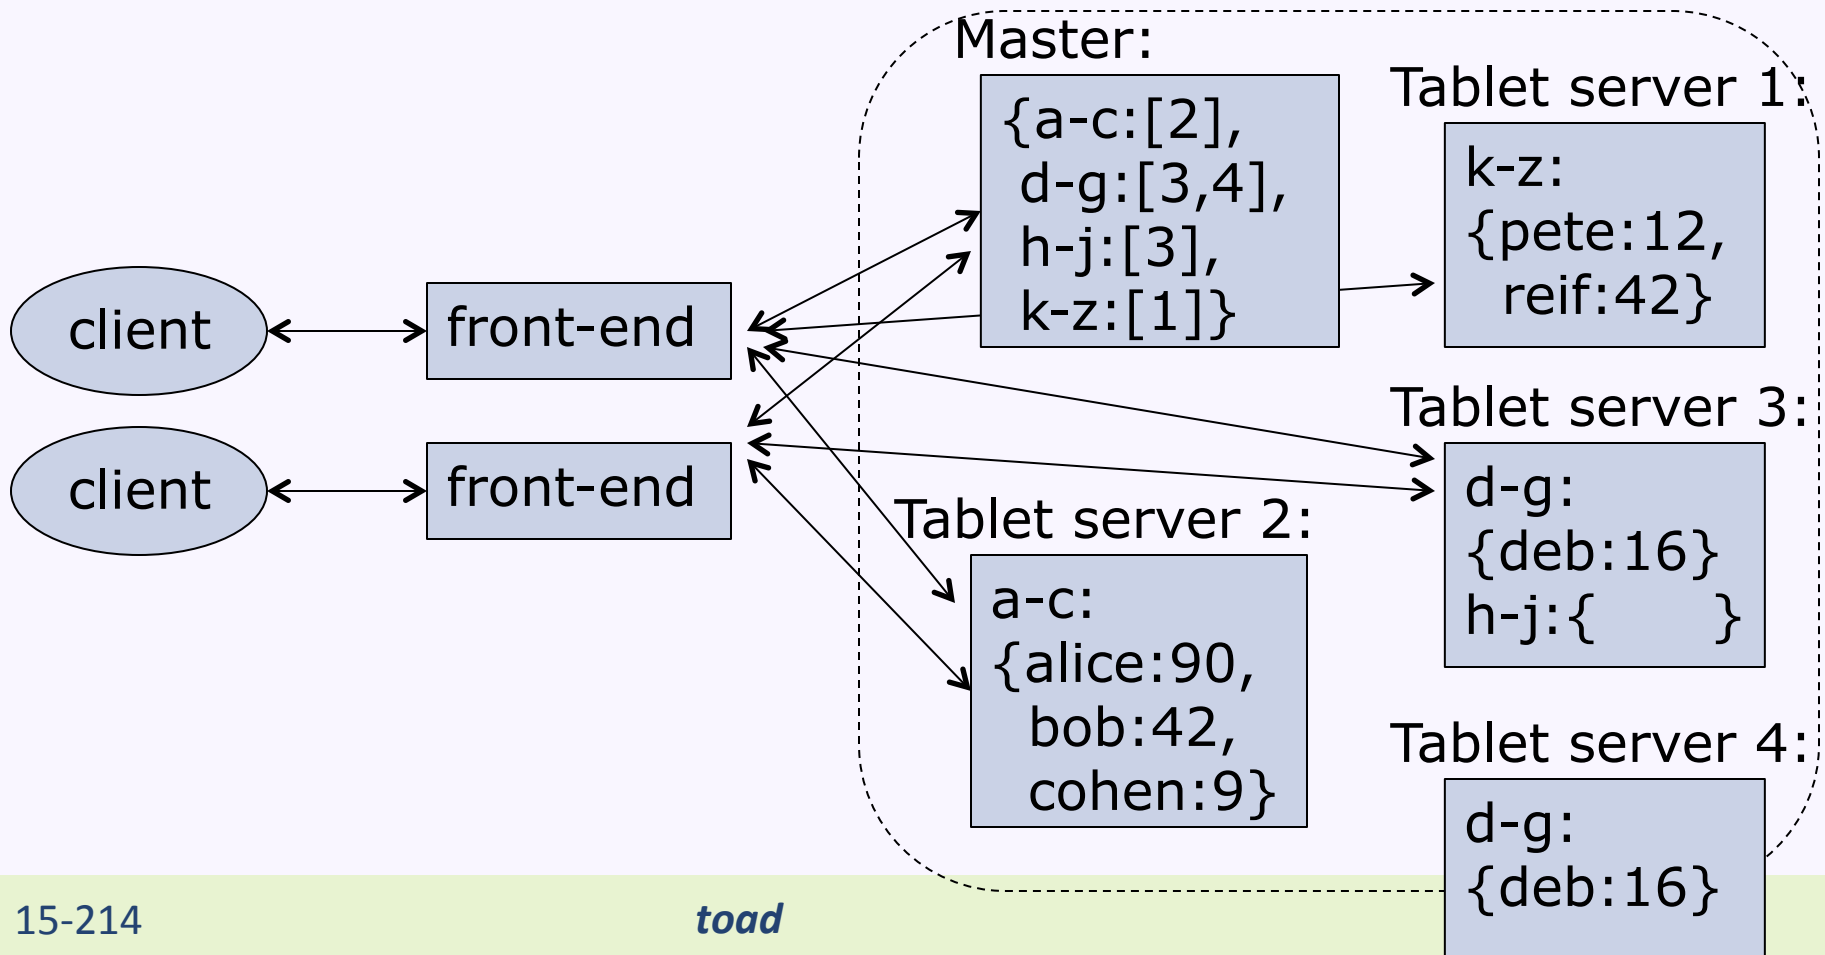 Master:
{a-c:[2],
d-g:[3,4],
h-j:[3],
k-z:[1]}
Tablet server 1:
k-z:
{pete:12,
reif:42}
client
front-end
client
front-end
Tablet server 2:
a-c:
{alice:90,
bob:42,
cohen:9}
Tablet server 3:
d-g:
{deb:16}
h-j:{ }
Tablet server 4:
d-g:
{deb:16}
15-214
toad